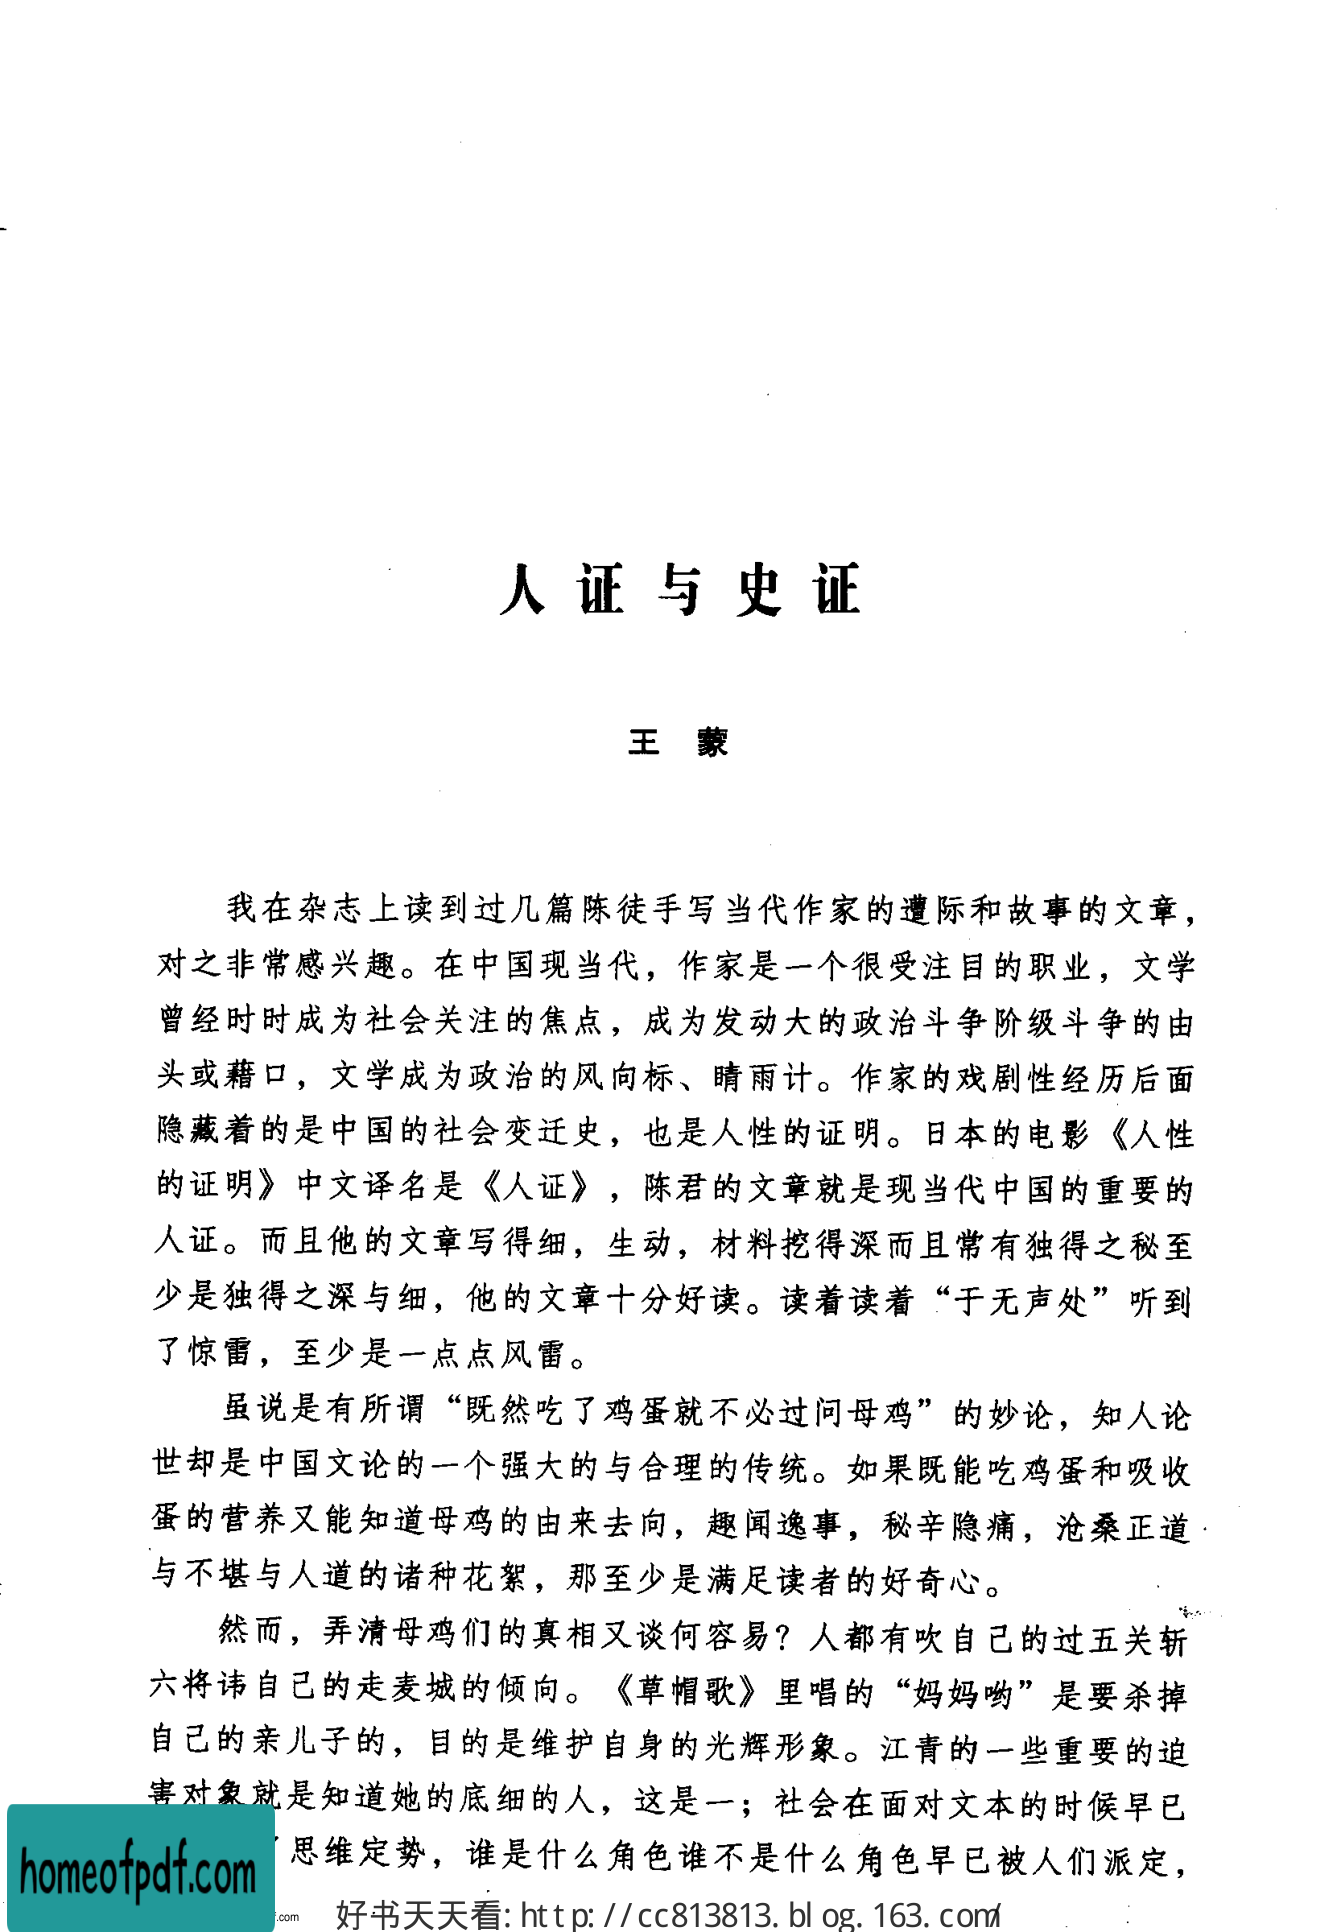 人证与史证
王 蒙
我在杂志上读到过几篇陈徒手写当代作家的遭际和故事的文章，
对之非常感兴趣。在中国现当代，作家是一个很受注目的职业，文学
曾经时时成为社会关注的焦点，成为发动大的政治斗争阶级斗争的由
头或藉口，文学成为政治的风向标、晴雨计。作家的戏剧性经历后面
隐藏着的是中国的社会变迁史，也是人性的证明。日本的电影《人性
的证明》中文译名是《人证》，陈君的文章就是现当代中国的重要的
人证。而且他的文章写得细，生动，材料挖得深而且常有独得之秘至
少是独得之深与细，他的文章十分好读。读着读着“于无声处”听到
了惊雷，至少是一点点风雷。
虽说是有所谓“既然吃了鸡蛋就不必过问母鸡”的妙论，知人论
世却是中国文论的一个强大的与合理的传统。如果既能吃鸡蛋和吸收
蛋的营养又能知道母鸡的由来去向，趣闻逸事，秘辛隐痛，沧桑正道
与不堪与人道的诸种花絮，那至少是满足读者的好奇心。
然而，弄清母鸡们的真相又谈何容易？人都有吹自己的过五关斩
六将讳自己的走麦城的倾向。《草帽歌》里唱的“妈妈哟”是要杀掉
自己的亲儿子的，目的是维护自身的光辉形象。江青的一些重要的迫
害对象就是知道她的底细的人，这是一；社会在面对文本的时候早已
了思维定势，谁是什么角色谁不是什么角色早已被人们派定，
homeofpdf.com
f.com
好书天天看:http://cc813813.blog.163.com/